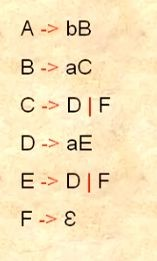 A -> bB
B -> aC
C -> D | F
D -> aE
E -> D | F
F -> Ɛ